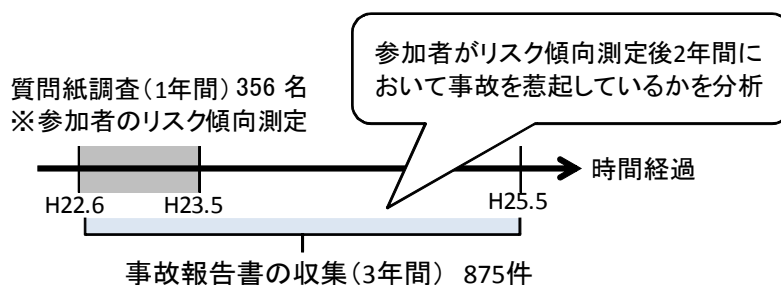 参加者がリスク傾向測定後2年間に
おいて事故を惹起しているかを分析
質問紙調査(1年間) 356 名
※参加者のリスク傾向測定
時間経過
H22.6
H23.5
H25.5
事故報告書の収集(3年間) 875件